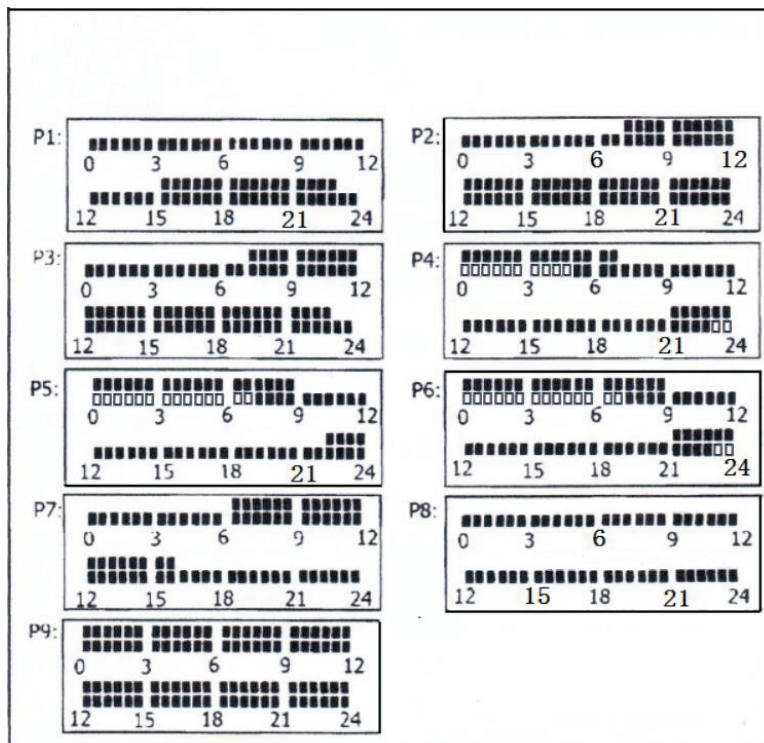 P1: P2:
0 3 6 9 12 0 3 6 9 12
12 15 18 21 24 12 15 18 21 24
P3: P4:
0 3 6 9 12 0 3 6 9 12
12 15 18 21 24 12 15 18 21 24
P5: P6:
0 3 6 9 12 0 3 6 9 12
12 15 18 21 24 12 15 18 21 24
P7: P8:
0 3 6 9 12 0 3 6 9 12
12 15 18 21 24 12 15 18 21 24
P9:
0 3 6 9 12
12 15 18 21 24